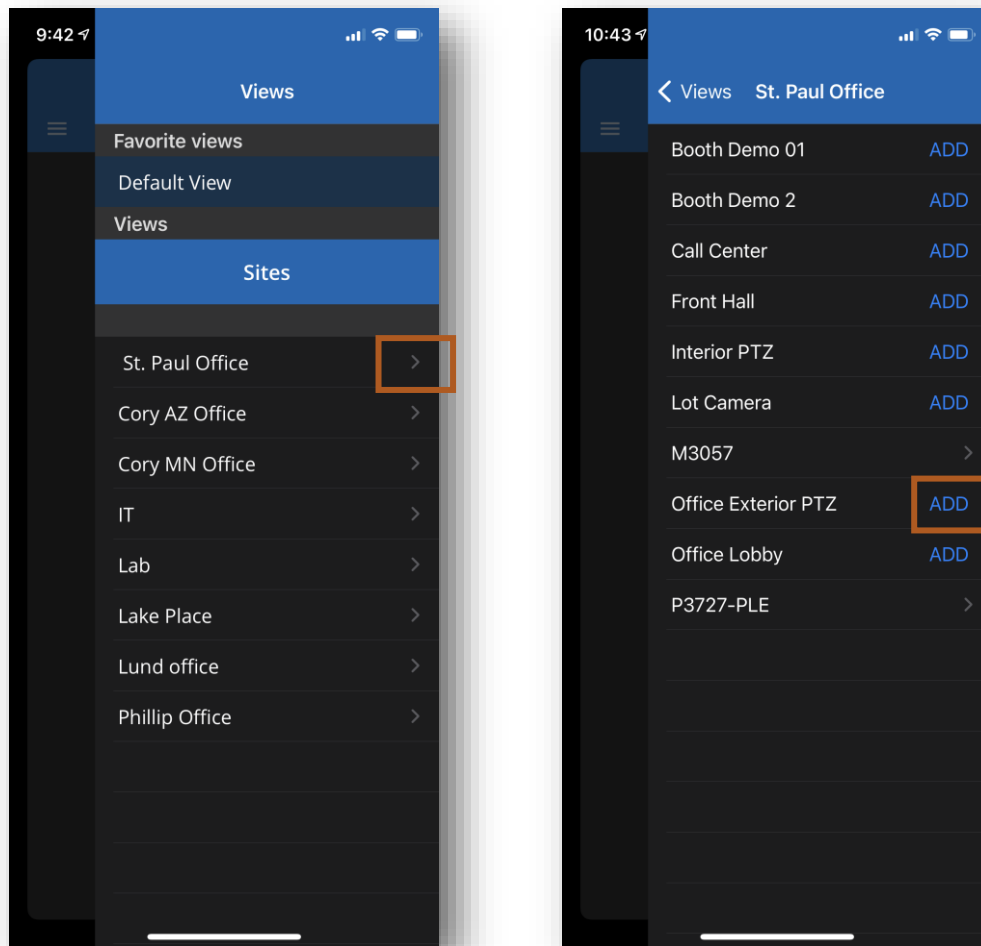 9:42
Views
Favorite views
Default View
Views
Sites
St. Paul Office
Cory AZ Office
Cory MN Office
IT
Lab
Lake Place
Lund office
Phillip Office
10:43
Views St. Paul Office
Booth Demo 01 ADD
Booth Demo 2 ADD
Call Center ADD
Front Hall ADD
Interior PTZ ADD
Lot Camera ADD
M3057
Office Exterior PTZ ADD
Office Lobby ADD
P3727-PLE